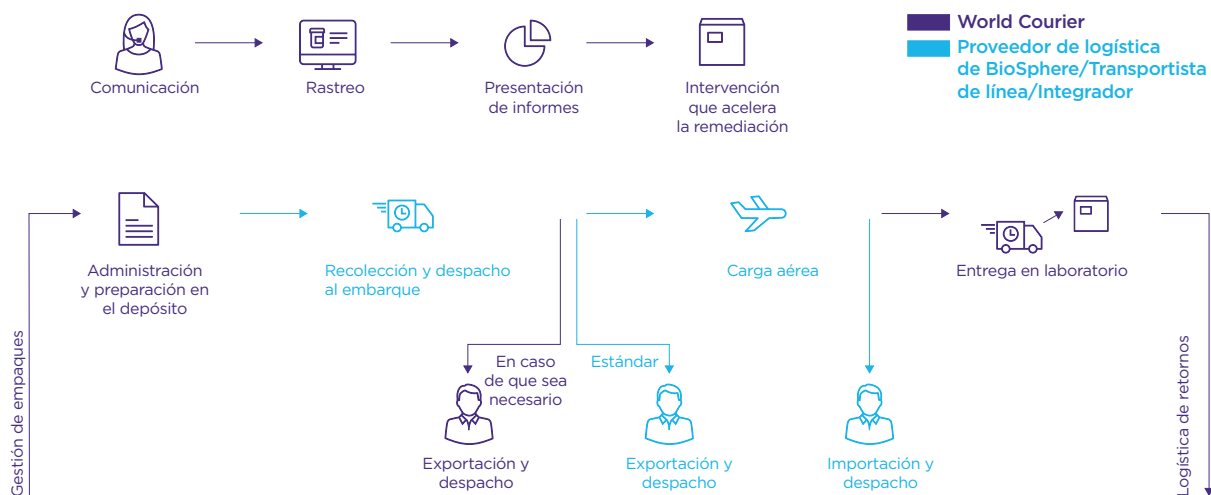 World Courier
Proveedor de logística
de BioSphere/Transportista
de línea/Integrador
Comunicación
Rastreo
Presentación
de informes
Intervención
que acelera
la remediación
Administración
y preparación en
el depósito
Recolección y despacho
al embarque
Carga aérea
Entrega en laboratorio
En caso
de que sea
necesario
Estándar
Exportación y
despacho
Exportación y
despacho
Importación y
despacho
Gestión de empaques
Logística de retornos